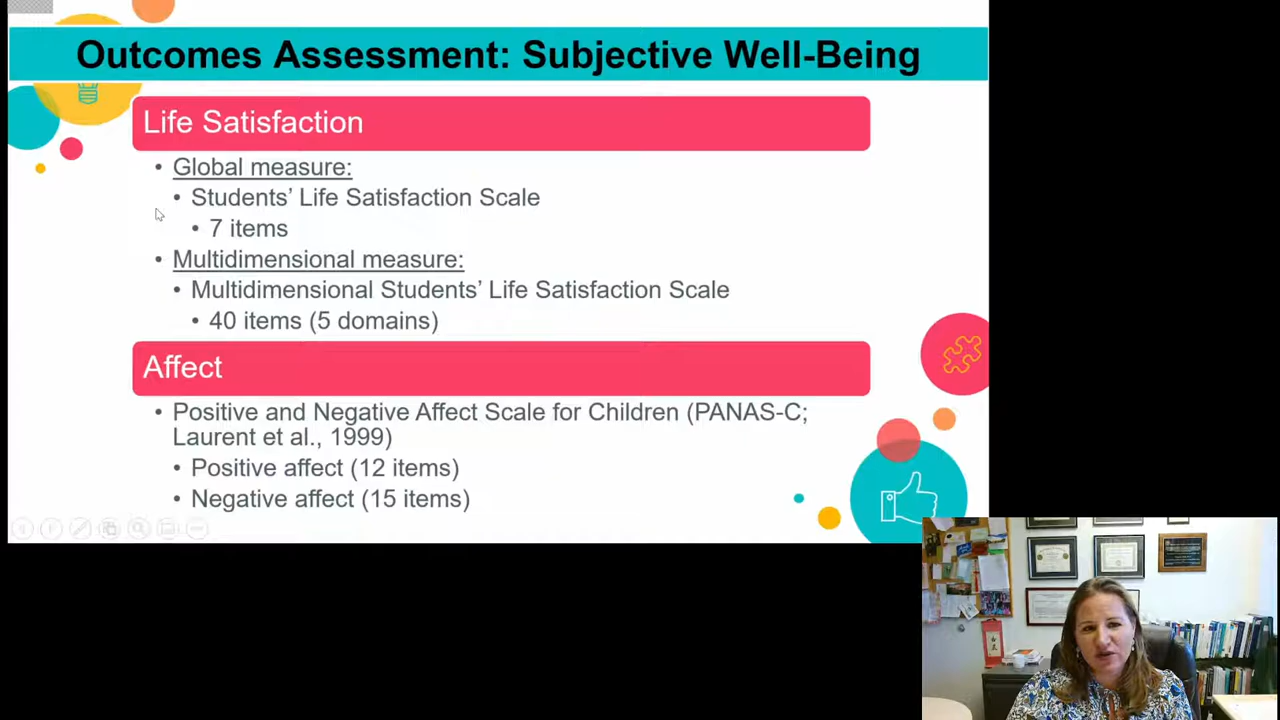 Outcomes Assessment: Subjective Well-Being
Life Satisfaction
• Global measure:
• Students’ Life Satisfaction Scale
• 7 items
• Multidimensional measure:
• Multidimensional Students’ Life Satisfaction Scale
• 40 items (5 domains)
Affect
• Positive and Negative Affect Scale for Children (PANAS-C;
Laurent et al., 1999)
• Positive affect (12 items)
• Negative affect (15 items)